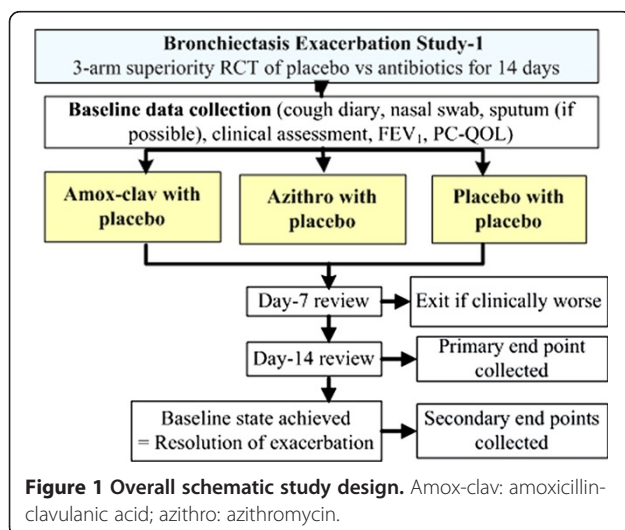 Bronchiectasis Exacerbation Study-1
3-arm superiority RCT of placebo vs antibiotics for 14 days
Baseline data collection (cough diary, nasal swab, sputum (if
possible), clinical assessment, FEV₁, PC-QOL)
Amox-clav with
placebo
Azithro with
placebo
Placebo with
placebo
Day-7 review
Exit if clinically worse
Day-14 review
Primary end point
collected
Baseline state achieved
= Resolution of exacerbation
Secondary end points
collected
Figure 1 Overall schematic study design. Amox-clav: amoxicillin-
clavulanic acid; azithro: azithromycin.